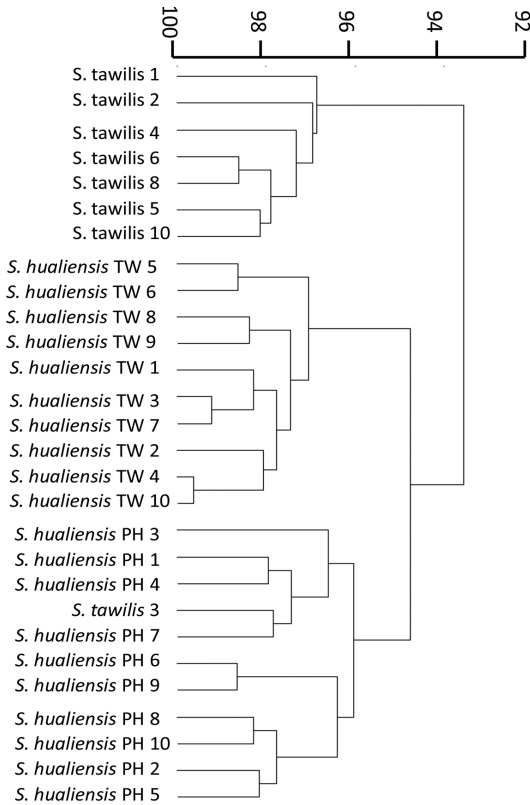 100 98 96 94 92
S. tawilis 1
S. tawilis 2
S. tawilis 4
S. tawilis 6
S. tawilis 8
S. tawilis 5
S. tawilis 10
S. hualiensis TW 5
S. hualiensis TW 6
S. hualiensis TW 8
S. hualiensis TW 9
S. hualiensis TW 1
S. hualiensis TW 3
S. hualiensis TW 7
S. hualiensis TW 2
S. hualiensis TW 4
S. hualiensis TW 10
S. hualiensis PH 3
S. hualiensis PH 1
S. hualiensis PH 4
S. tawilis 3
S. hualiensis PH 7
S. hualiensis PH 6
S. hualiensis PH 9
S. hualiensis PH 8
S. hualiensis PH 10
S. hualiensis PH 2
S. hualiensis PH 5